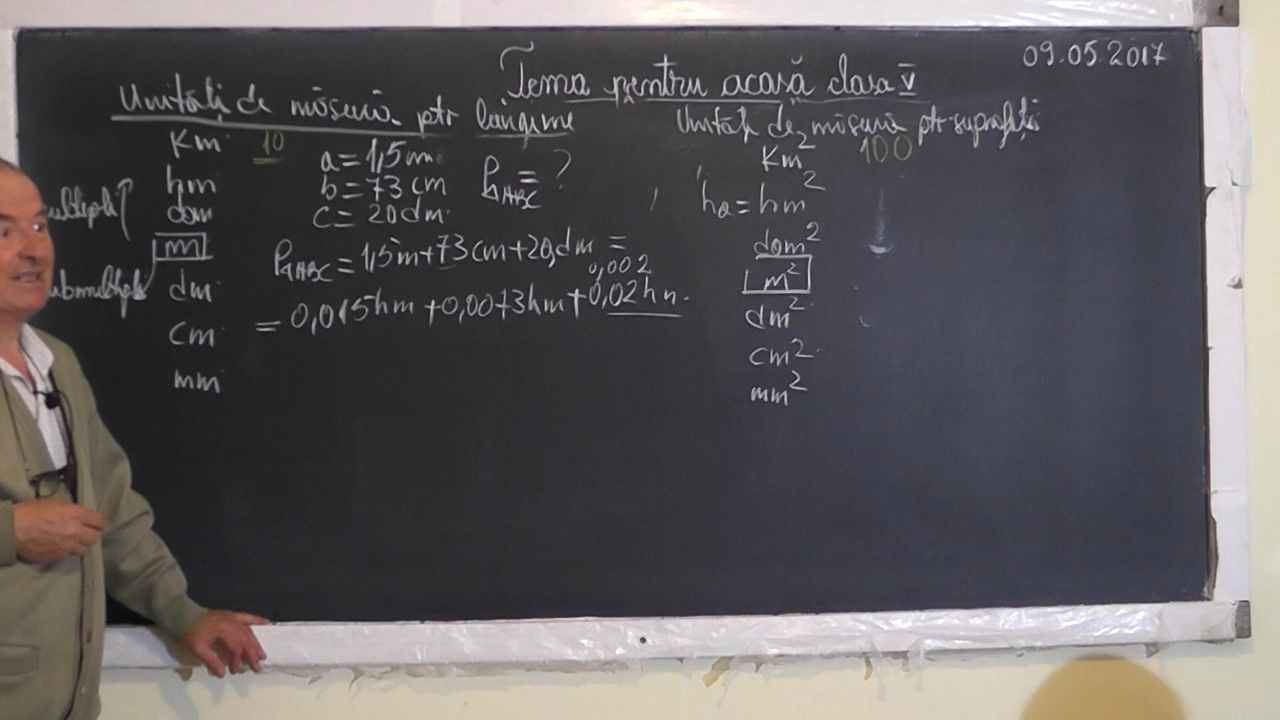 09.05.2017
Tema pentru acasă clasa V
Unități de măsură ptr lungime
Km 10
hm
dam
m
dm
cm
mm
a = 1,5 m
b = 73 cm
c = 20 dm
P ABC = ?
P ABC = 1,5m + 73 cm + 20 dm =
0,002
= 0,015 hm + 0,0073 hm + 0,02 hm
Unități de măsură ptr suprafeți
Km² 100
ha = hm²
dam²
m²
dm²
cm²
mm²